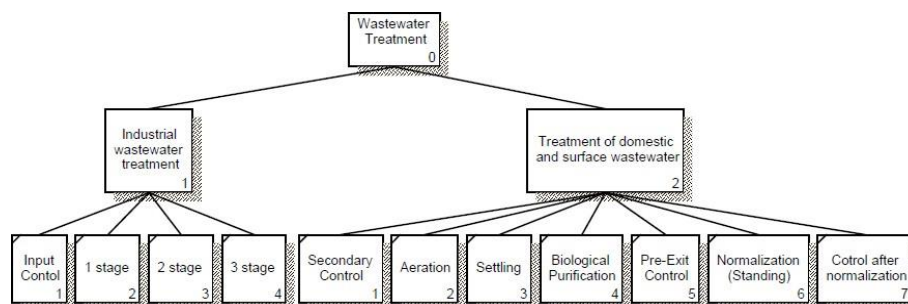 Wastewater
Treatment
0
Industrial
wastewater
treatment
1
Treatment of domestic
and surface wastewater
2
Input
Contol
1
1 stage
2
2 stage
3
3 stage
4
Secondary
Control
1
Aeration
2
Settling
3
Biological
Purification
4
Pre-Exit
Control
5
Normalization
(Standing)
6
Cotrol after
normalization
7